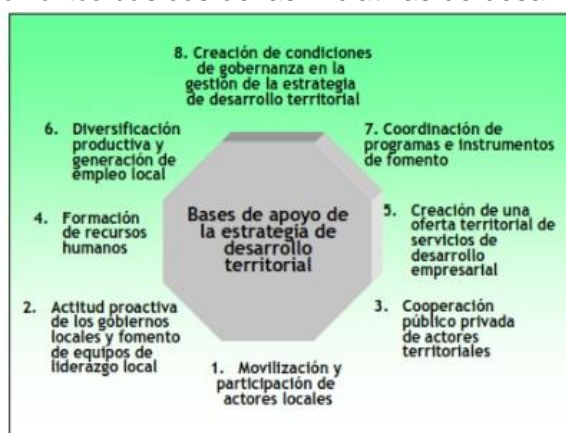 8. Creación de condiciones
de gobernanza en la
gestión de la estrategia
de desarrollo territorial
6. Diversificación
productiva y
generación de
empleo local
7. Coordinación de
programas e instrumentos
de fomento
4. Formación
de recursos
humanos
Bases de apoyo de
la estrategia de
desarrollo
territorial
5. Creación de una
oferta territorial de
servicios de
desarrollo
empresarial
2. Actitud proactiva
de los gobiernos
locales y fomento
de equipos de
liderazgo local
3. Cooperación
público privada
de actores
territoriales
1. Movilización y
participación de
actores locales